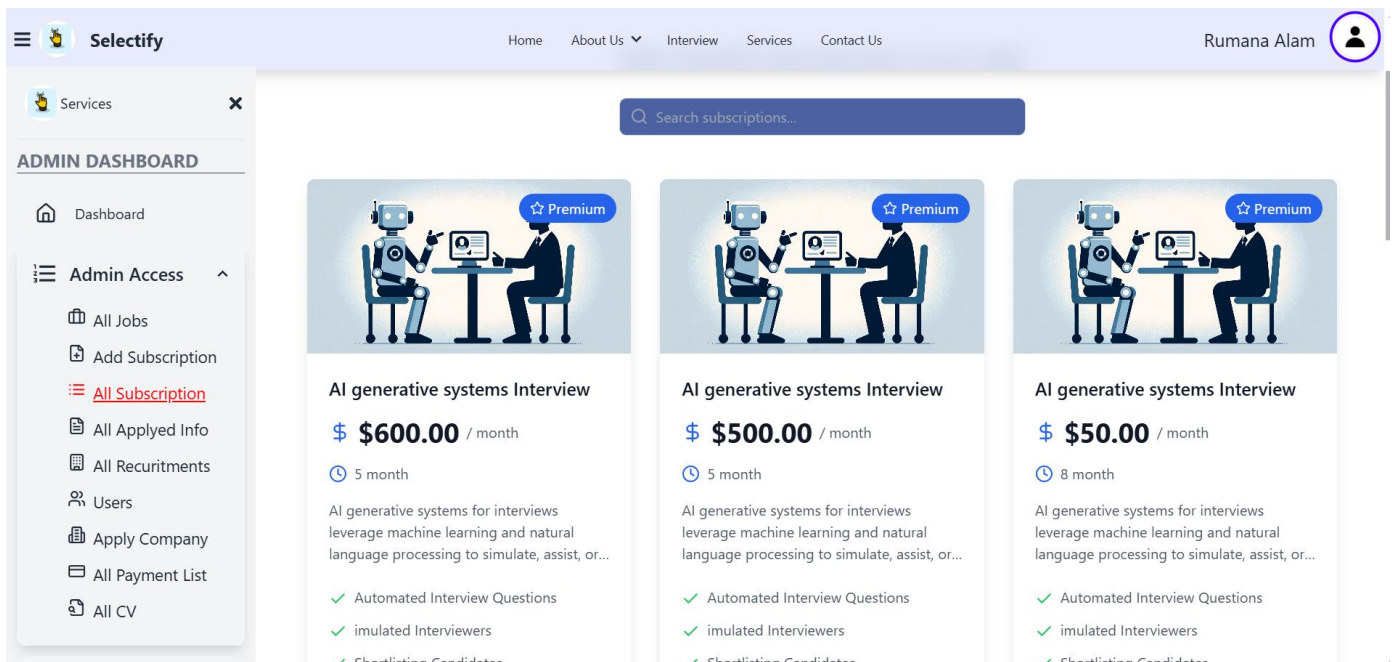 Selectify
Home About Us Interview Services Contact Us
Rumana Alam
Services
ADMIN DASHBOARD
Dashboard
Admin Access
All Jobs
Add Subscription
All Subscription
All Applyed Info
All Recuritments
Users
Apply Company
All Payment List
All CV
Search subscriptions...
Premium
AI generative systems Interview
$ $600.00 / month
5 month
AI generative systems for interviews
leverage machine learning and natural
language processing to simulate, assist, or...
Automated Interview Questions
imulated Interviewers
Shortlisting Candidates
Premium
AI generative systems Interview
$ $500.00 / month
5 month
AI generative systems for interviews
leverage machine learning and natural
language processing to simulate, assist, or...
Automated Interview Questions
imulated Interviewers
Shortlisting Candidates
Premium
AI generative systems Interview
$ $50.00 / month
8 month
AI generative systems for interviews
leverage machine learning and natural
language processing to simulate, assist, or...
Automated Interview Questions
imulated Interviewers
Shortlisting Candidates